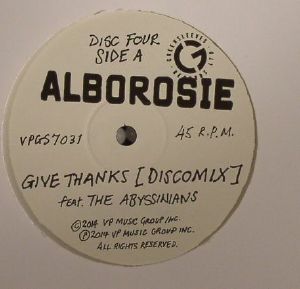 DISC FOUR
SIDE A
GREENSLEEVES
G
ALBOROSIE
VPGS7031
45 R.P.M.
GIVE THANKS [DISCOMIX]
feat. THE ABYSSINIANS
© 2014 VP MUSIC GROUP INC.
℗ 2014 VP MUSIC GROUP INC.
ALL RIGHTS RESERVED.